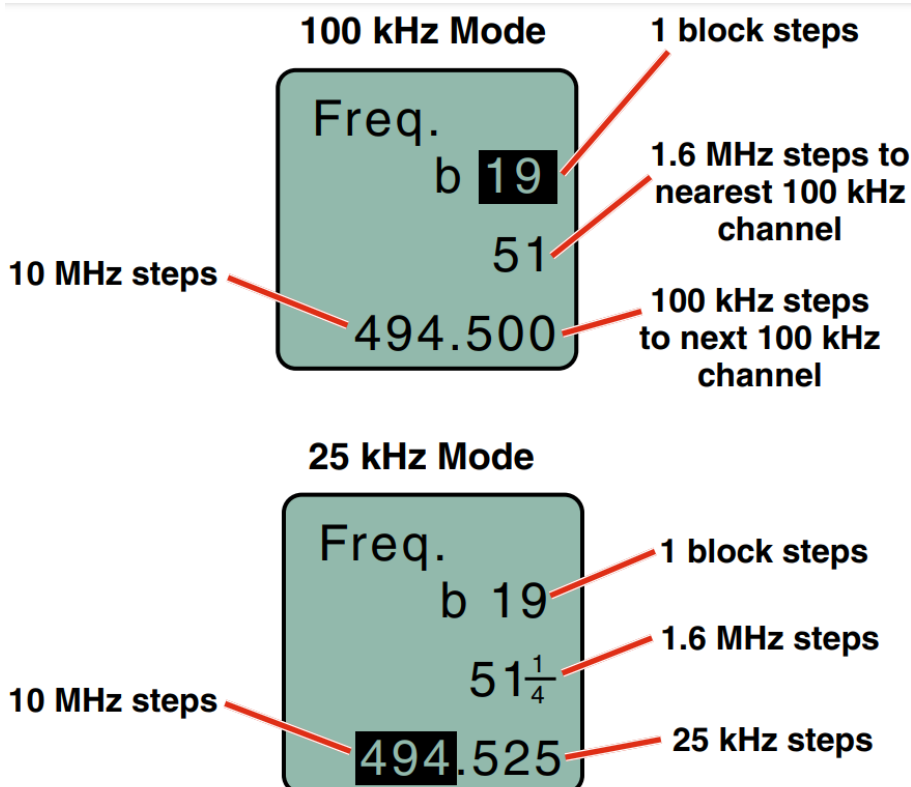 100 kHz Mode
1 block steps
Freq.
b 19
1.6 MHz steps to
nearest 100 kHz
channel
51
10 MHz steps
494.500
100 kHz steps
to next 100 kHz
channel
25 kHz Mode
Freq.
1 block steps
b 19
1.6 MHz steps
51 1/4
10 MHz steps
494.525
25 kHz steps